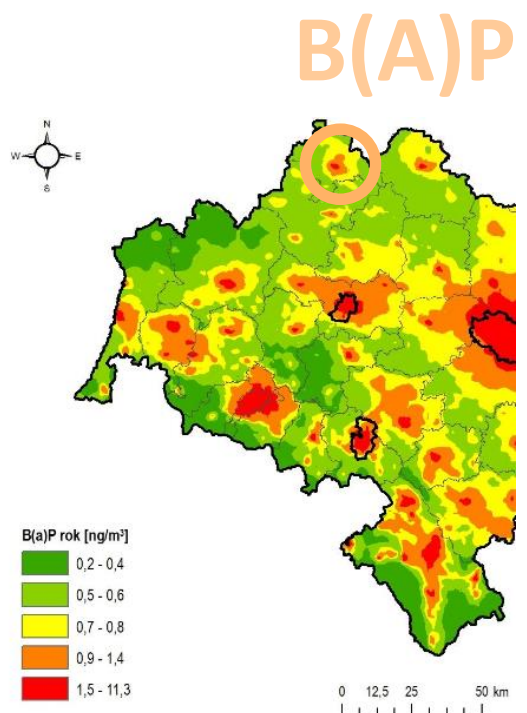 B(A)P
N
W E
S
B(a)P rok [ng/m³]
0,2 - 0,4
0,5 - 0,6
0,7 - 0,8
0,9 - 1,4
1,5 - 11,3
0 12,5 25 50 km